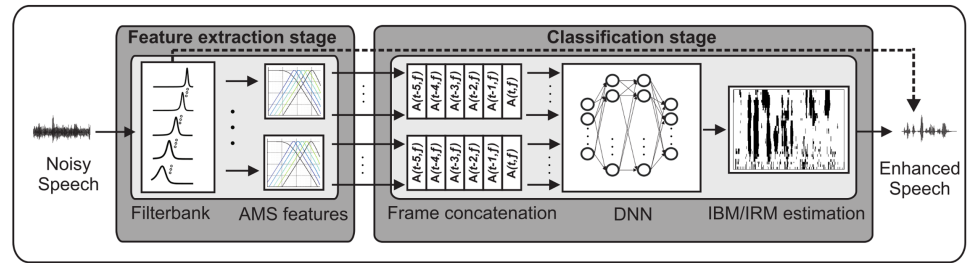 Feature extraction stage
Classification stage
A(t-5,f)
A(t-4,f)
A(t-3,f)
A(t-2,f)
A(t-1,f)
A(t,f)
A(t-5,f)
A(t-4,f)
A(t-3,f)
A(t-2,f)
A(t-1,f)
A(t,f)
Noisy
Speech
Enhanced
Speech
Filterbank
AMS features
Frame concatenation
DNN
IBM/IRM estimation